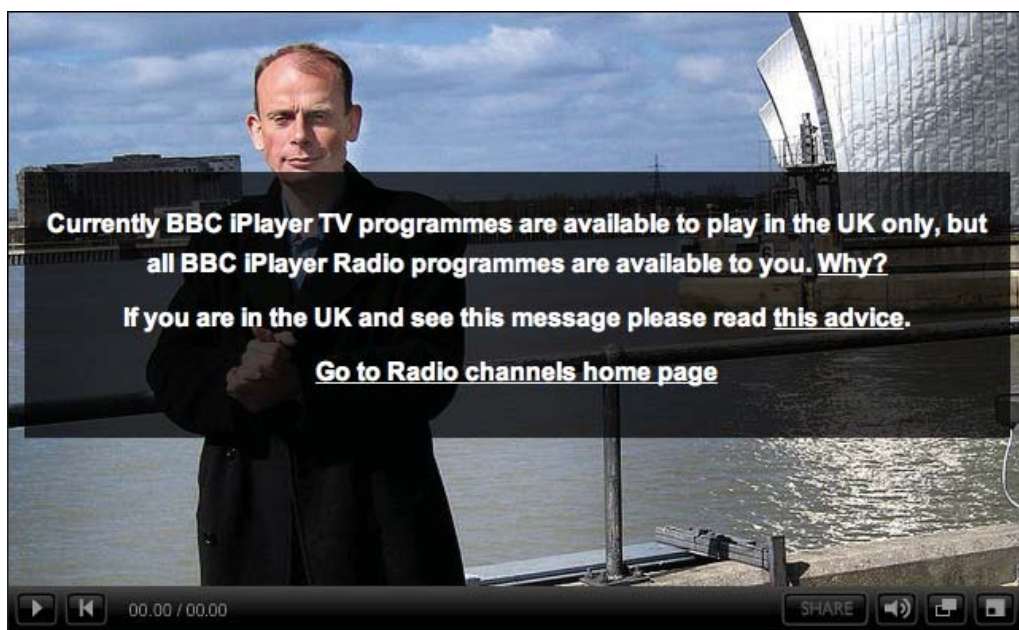 Currently BBC iPlayer TV programmes are available to play in the UK only, but
all BBC iPlayer Radio programmes are available to you. Why?
If you are in the UK and see this message please read this advice.
Go to Radio channels home page
00.00 / 00.00
SHARE